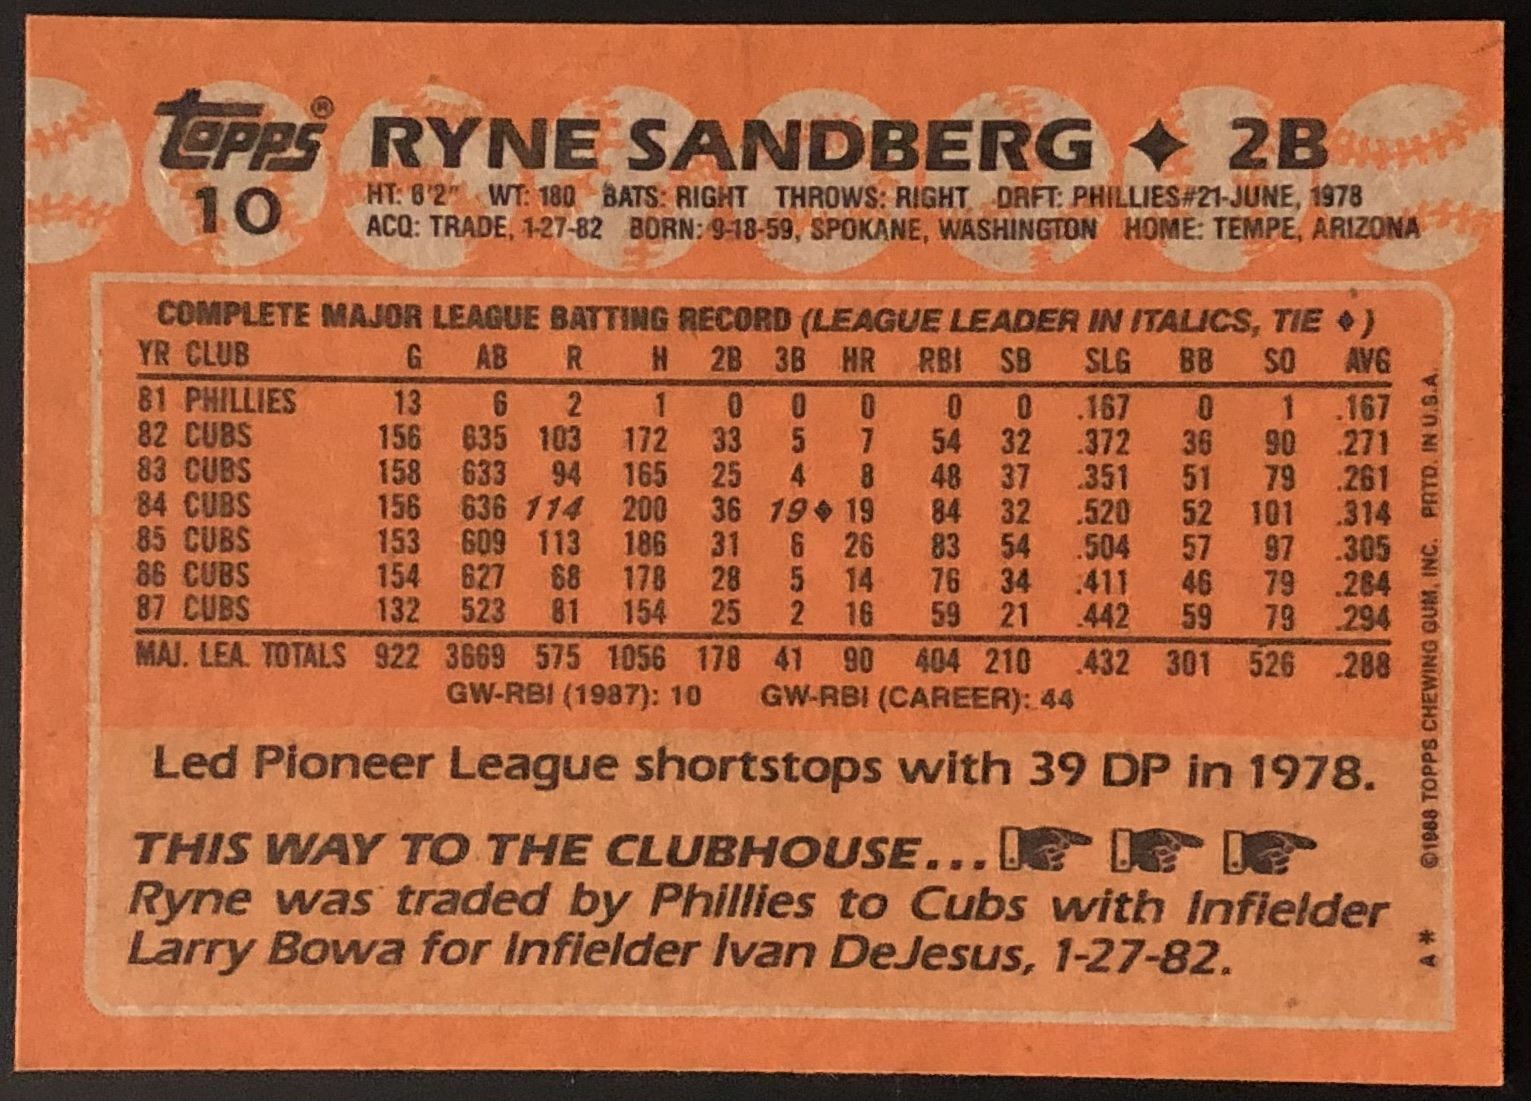 Topps® RYNE SANDBERG ✦ 2B
10
HT: 6'2" WT: 180 BATS: RIGHT THROWS: RIGHT DRFT: PHILLIES#21-JUNE, 1978
ACQ: TRADE, 1-27-82 BORN: 9-18-59, SPOKANE, WASHINGTON HOME: TEMPE, ARIZONA
COMPLETE MAJOR LEAGUE BATTING RECORD (LEAGUE LEADER IN ITALICS, TIE ♦)
YR CLUB G AB R H 2B 3B HR RBI SB SLG BB SO AVG
81 PHILLIES 13 6 2 1 0 0 0 0 0 .167 0 1 .167
82 CUBS 156 635 103 172 33 5 7 54 32 .372 36 90 .271
83 CUBS 158 633 94 165 25 4 8 48 37 .351 51 79 .261
84 CUBS 156 636 114 200 36 19♦ 19 84 32 .520 52 101 .314
85 CUBS 153 609 113 186 31 6 26 83 54 .504 57 97 .305
86 CUBS 154 627 68 178 28 5 14 76 34 .411 46 79 .284
87 CUBS 132 523 81 154 25 2 16 59 21 .442 59 79 .294
MAJ. LEA. TOTALS 922 3669 575 1056 178 41 90 404 210 .432 301 526 .288
GW-RBI (1987): 10 GW-RBI (CAREER): 44
Led Pioneer League shortstops with 39 DP in 1978.
THIS WAY TO THE CLUBHOUSE...
Ryne was traded by Phillies to Cubs with Infielder
Larry Bowa for Infielder Ivan DeJesus, 1-27-82.
A* ©1988 TOPPS CHEWING GUM, INC. PRTD. IN U.S.A.